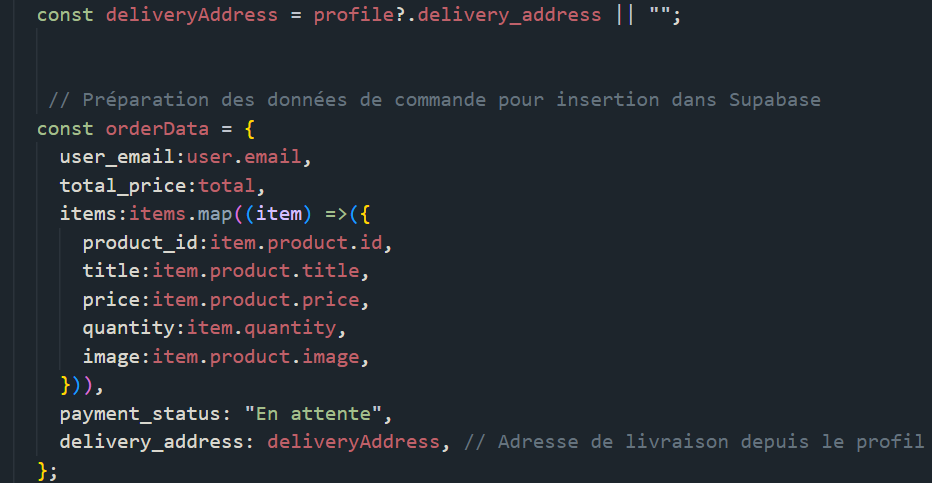 const deliveryAddress = profile?.delivery_address || "";
// Préparation des données de commande pour insertion dans Supabase
const orderData = {
user_email:user.email,
total_price:total,
items:items.map((item) =>({
product_id:item.product.id,
title:item.product.title,
price:item.product.price,
quantity:item.quantity,
image:item.product.image,
})),
payment_status: "En attente",
delivery_address: deliveryAddress, // Adresse de livraison depuis le profil
};